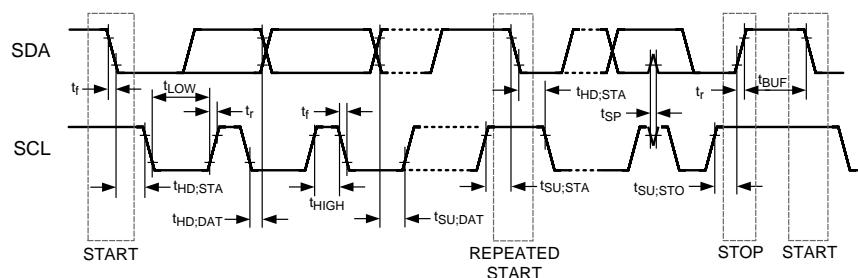 SDA
t_f
t_LOW
t_r
t_f
t_HD;STA
t_SP
t_r
t_BUF
SCL
t_HD;STA
t_HD;DAT
t_HIGH
t_SU;DAT
t_SU;STA
t_SU;STO
START
REPEATED
START
STOP
START